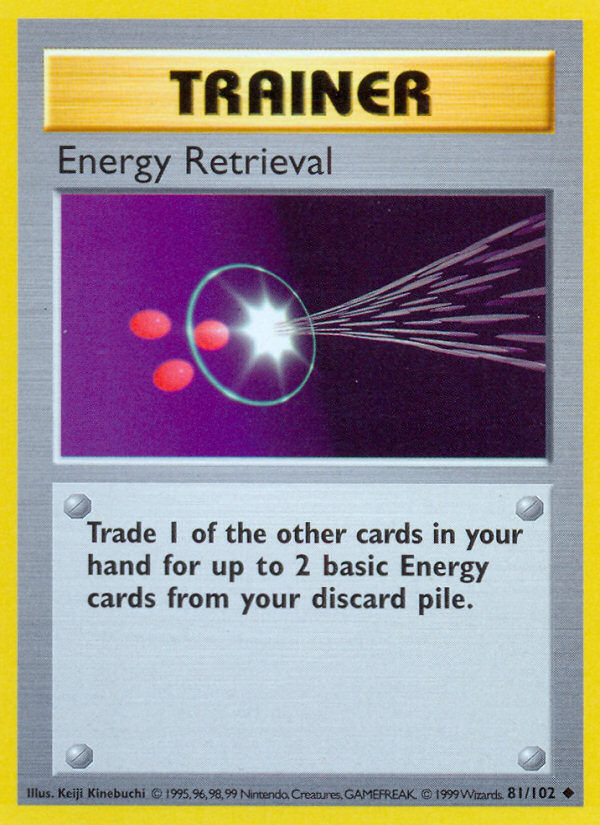 TRAINER
Energy Retrieval
Trade 1 of the other cards in your
hand for up to 2 basic Energy
cards from your discard pile.
Illus. Keiji Kinebuchi © 1995, 96, 98, 99 Nintendo, Creatures, GAMEFREAK. © 1999 Wizards. 81/102 ◆